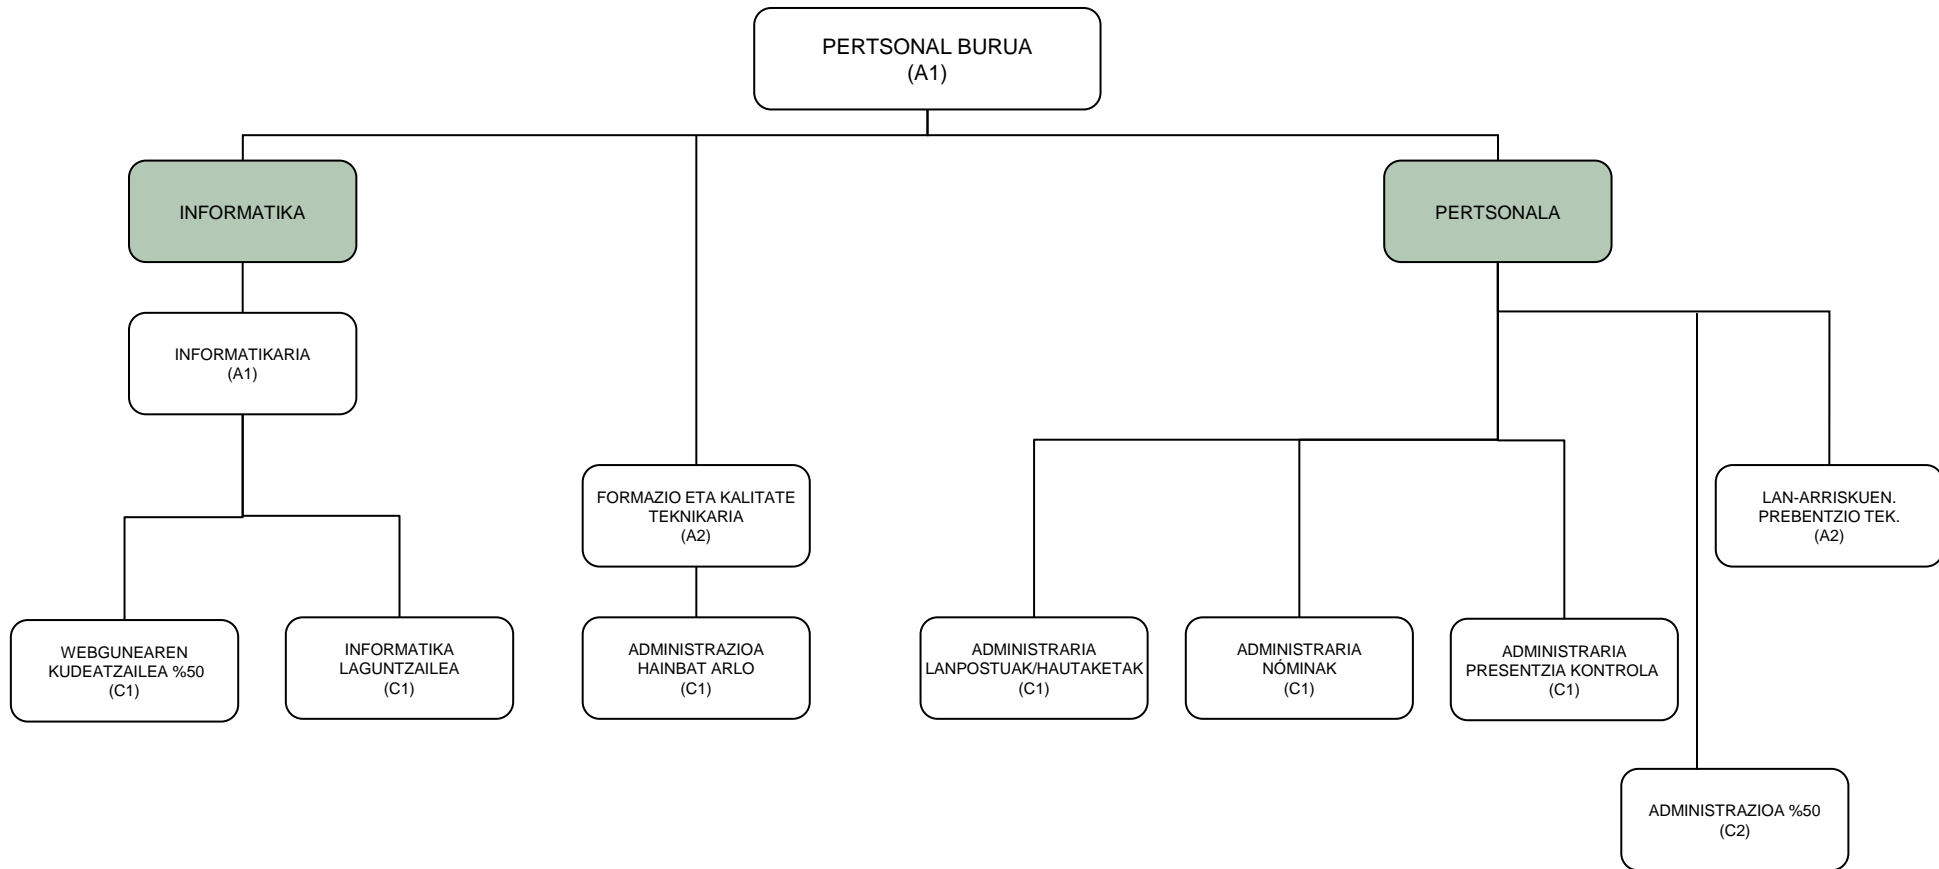 PERTSONAL BURUA
(A1)
INFORMATIKA
PERTSONALA
INFORMATIKARIA
(A1)
FORMAZIO ETA KALITATE
TEKNIKARIA
(A2)
LAN-ARRISKUEN.
PREBENTZIO TEK.
(A2)
WEBGUNEAREN
KUDEATZAILEA %50
(C1)
INFORMATIKA
LAGUNTZAILEA
(C1)
ADMINISTRAZIOA
HAINBAT ARLO
(C1)
ADMINISTRARIA
LANPOSTUAK/HAUTAKETAK
(C1)
ADMINISTRARIA
NÓMINAK
(C1)
ADMINISTRARIA
PRESENTZIA KONTROLA
(C1)
ADMINISTRAZIOA %50
(C2)